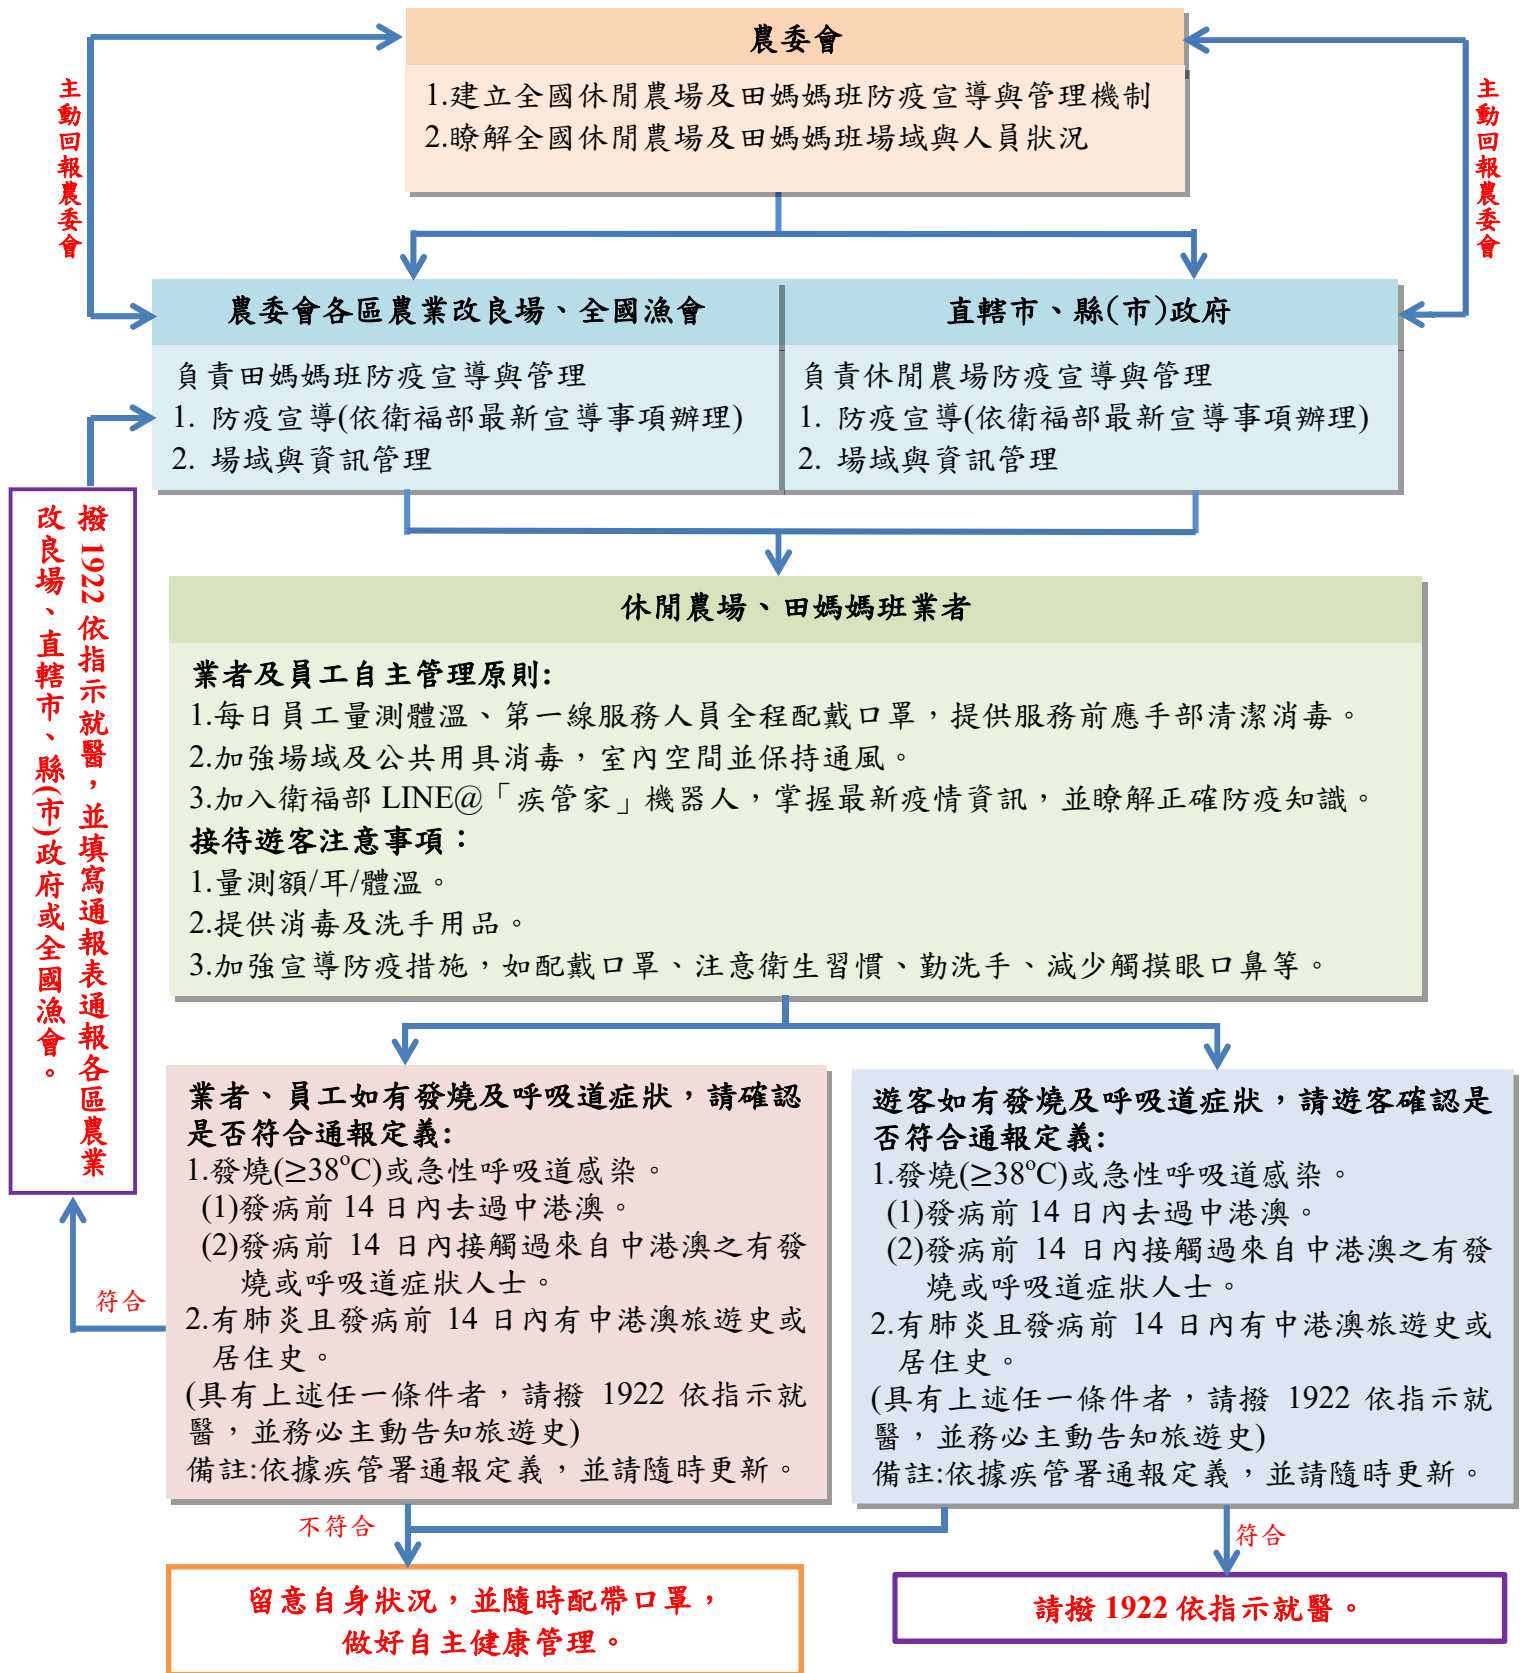 農委會
1.建立全國休閒農場及田媽媽班防疫宣導與管理機制
2.瞭解全國休閒農場及田媽媽班場域與人員狀況
主動回報農委會
主動回報農委會
農委會各區農業改良場、全國漁會
負責田媽媽班防疫宣導與管理
1. 防疫宣導(依衛福部最新宣導事項辦理)
2. 場域與資訊管理
直轄市、縣(市)政府
負責休閒農場防疫宣導與管理
1. 防疫宣導(依衛福部最新宣導事項辦理)
2. 場域與資訊管理
撥 1922 依指示就醫，並填寫通報表通報各區農業
改良場、直轄市、縣(市)政府或全國漁會。
休閒農場、田媽媽班業者
業者及員工自主管理原則:
1.每日員工量測體溫、第一線服務人員全程配戴口罩，提供服務前應手部清潔消毒。
2.加強場域及公共用具消毒，室內空間並保持通風。
3.加入衛福部 LINE@「疾管家」機器人，掌握最新疫情資訊，並瞭解正確防疫知識。
接待遊客注意事項：
1.量測額/耳/體溫。
2.提供消毒及洗手用品。
3.加強宣導防疫措施，如配戴口罩、注意衛生習慣、勤洗手、減少觸摸眼口鼻等。
業者、員工如有發燒及呼吸道症狀，請確認
是否符合通報定義:
1.發燒(≥38°C)或急性呼吸道感染。
(1)發病前 14 日內去過中港澳。
(2)發病前 14 日內接觸過來自中港澳之有發
燒或呼吸道症狀人士。
2.有肺炎且發病前 14 日內有中港澳旅遊史或
居住史。
(具有上述任一條件者，請撥 1922 依指示就
醫，並務必主動告知旅遊史)
備註:依據疾管署通報定義，並請隨時更新。
遊客如有發燒及呼吸道症狀，請遊客確認是
否符合通報定義:
1.發燒(≥38°C)或急性呼吸道感染。
(1)發病前 14 日內去過中港澳。
(2)發病前 14 日內接觸過來自中港澳之有發
燒或呼吸道症狀人士。
2.有肺炎且發病前 14 日內有中港澳旅遊史或
居住史。
(具有上述任一條件者，請撥 1922 依指示就
醫，並務必主動告知旅遊史)
備註:依據疾管署通報定義，並請隨時更新。
符合
不符合
符合
留意自身狀況，並隨時配帶口罩，
做好自主健康管理。
請撥 1922 依指示就醫。